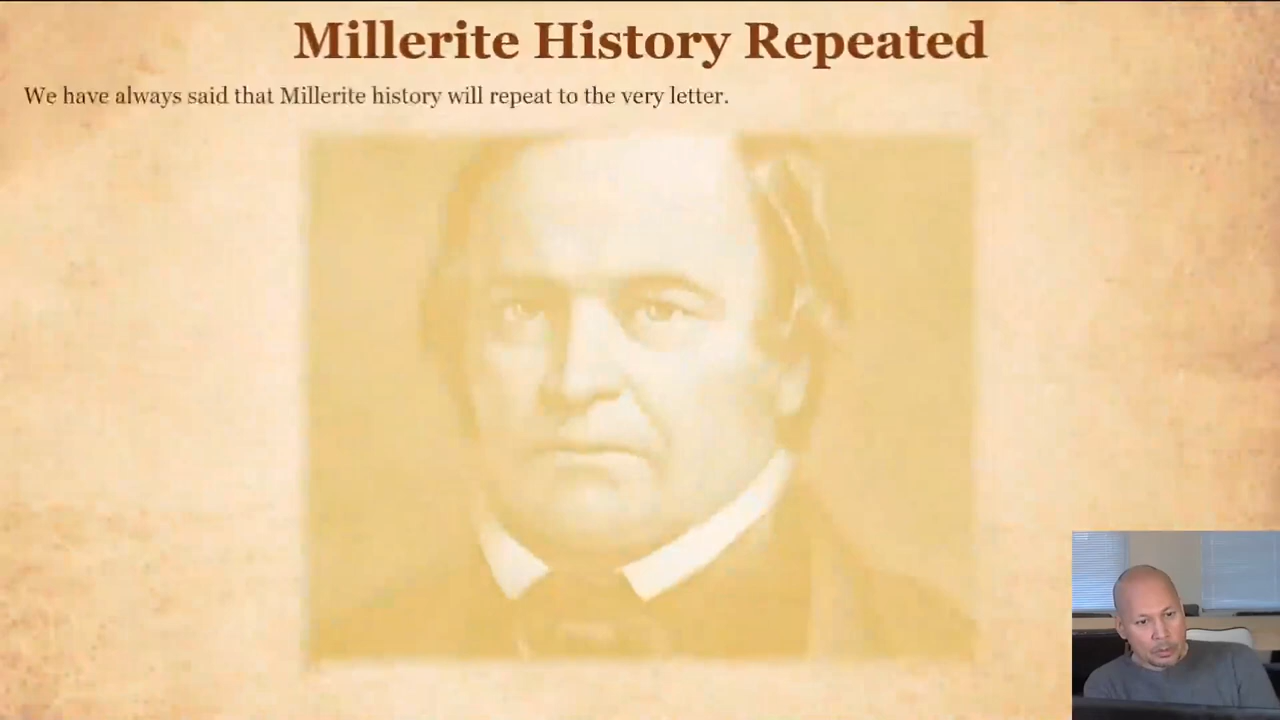 Millerite History Repeated
We have always said that Millerite history will repeat to the very letter.